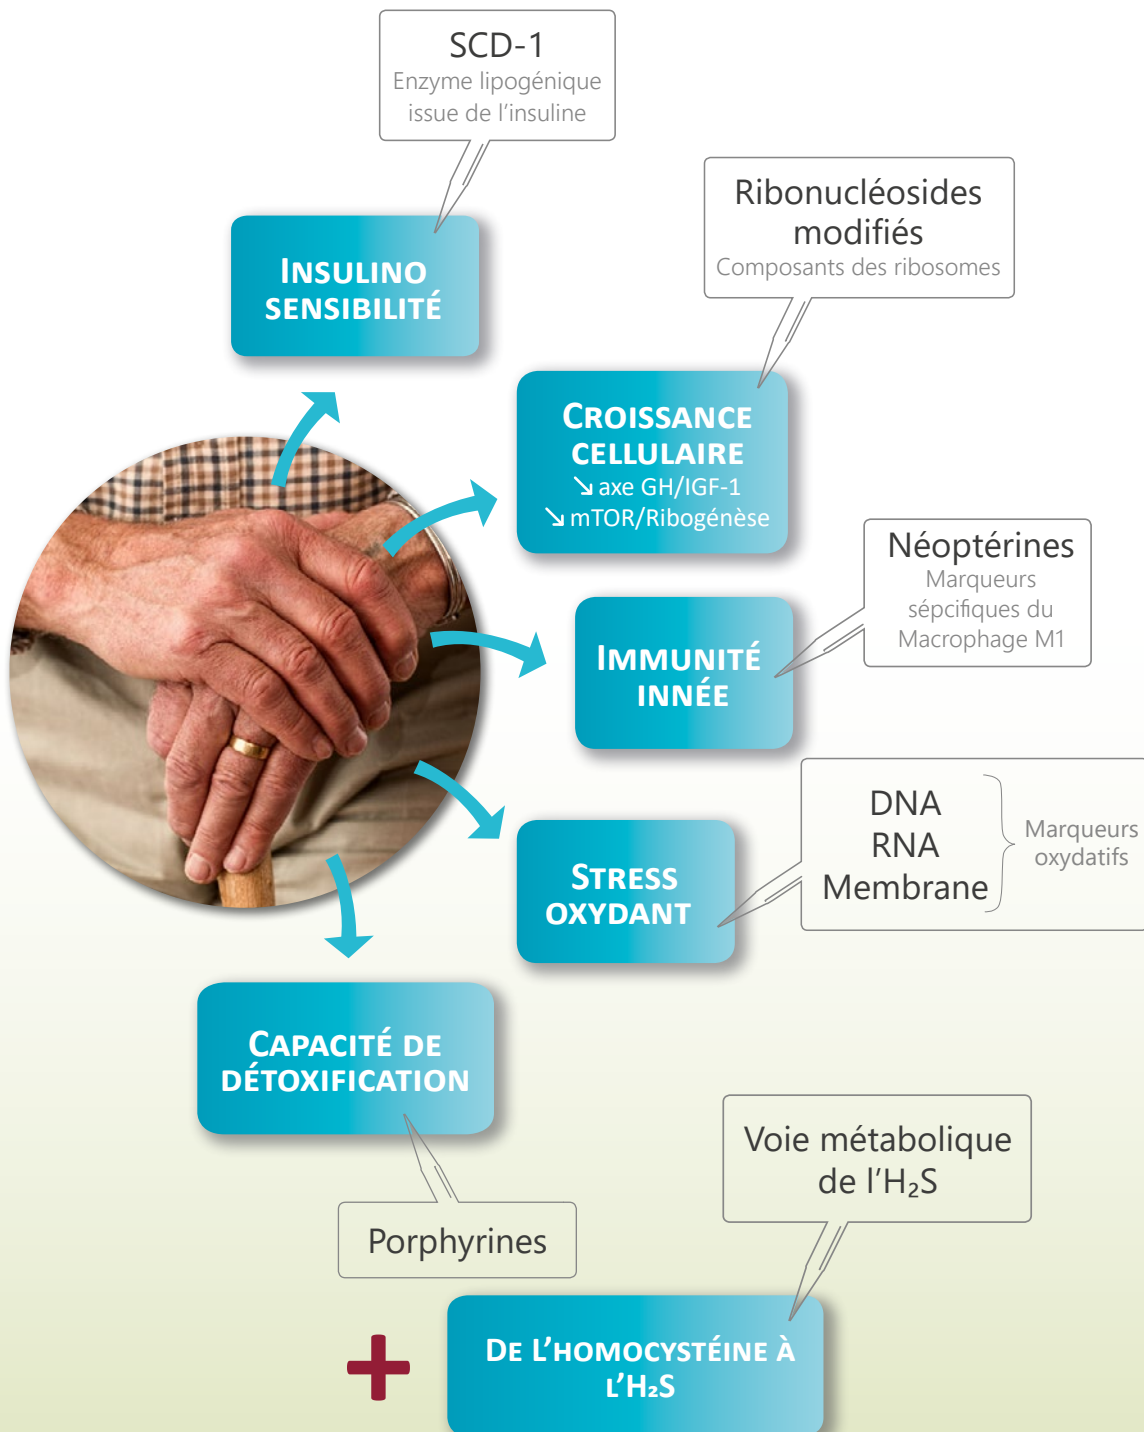 SCD-1
Enzyme lipogénique
issue de l'insuline
INSULINO
SENSIBILITÉ
Ribonucléosides
modifiés
Composants des ribosomes
CROISSANCE
CELLULAIRE
↘ axe GH/IGF-1
↘ mTOR/Ribogénèse
Néoptérines
Marqueurs
sépcifiques du
Macrophage M1
IMMUNITÉ
INNÉE
DNA
RNA
Membrane
Marqueurs
oxydatifs
STRESS
OXYDANT
CAPACITÉ DE
DÉTOXIFICATION
Porphyrines
Voie métabolique
de l'H₂S
+
DE L'HOMOCYSTÉINE À
L'H₂S